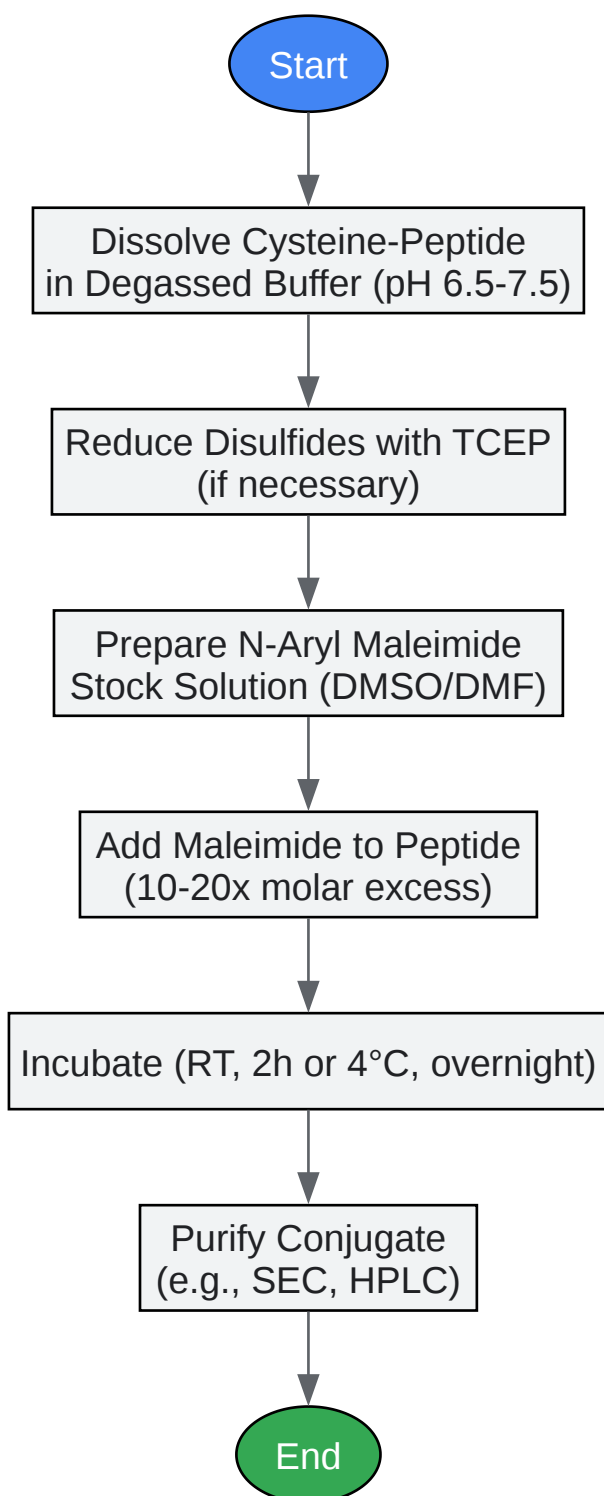 Start
Dissolve Cysteine-Peptide
in Degassed Buffer (pH 6.5-7.5)
Reduce Disulfides with TCEP
(if necessary)
Prepare N-Aryl Maleimide
Stock Solution (DMSO/DMF)
Add Maleimide to Peptide
(10-20x molar excess)
Incubate (RT, 2h or 4°C, overnight)
Purify Conjugate
(e.g., SEC, HPLC)
End